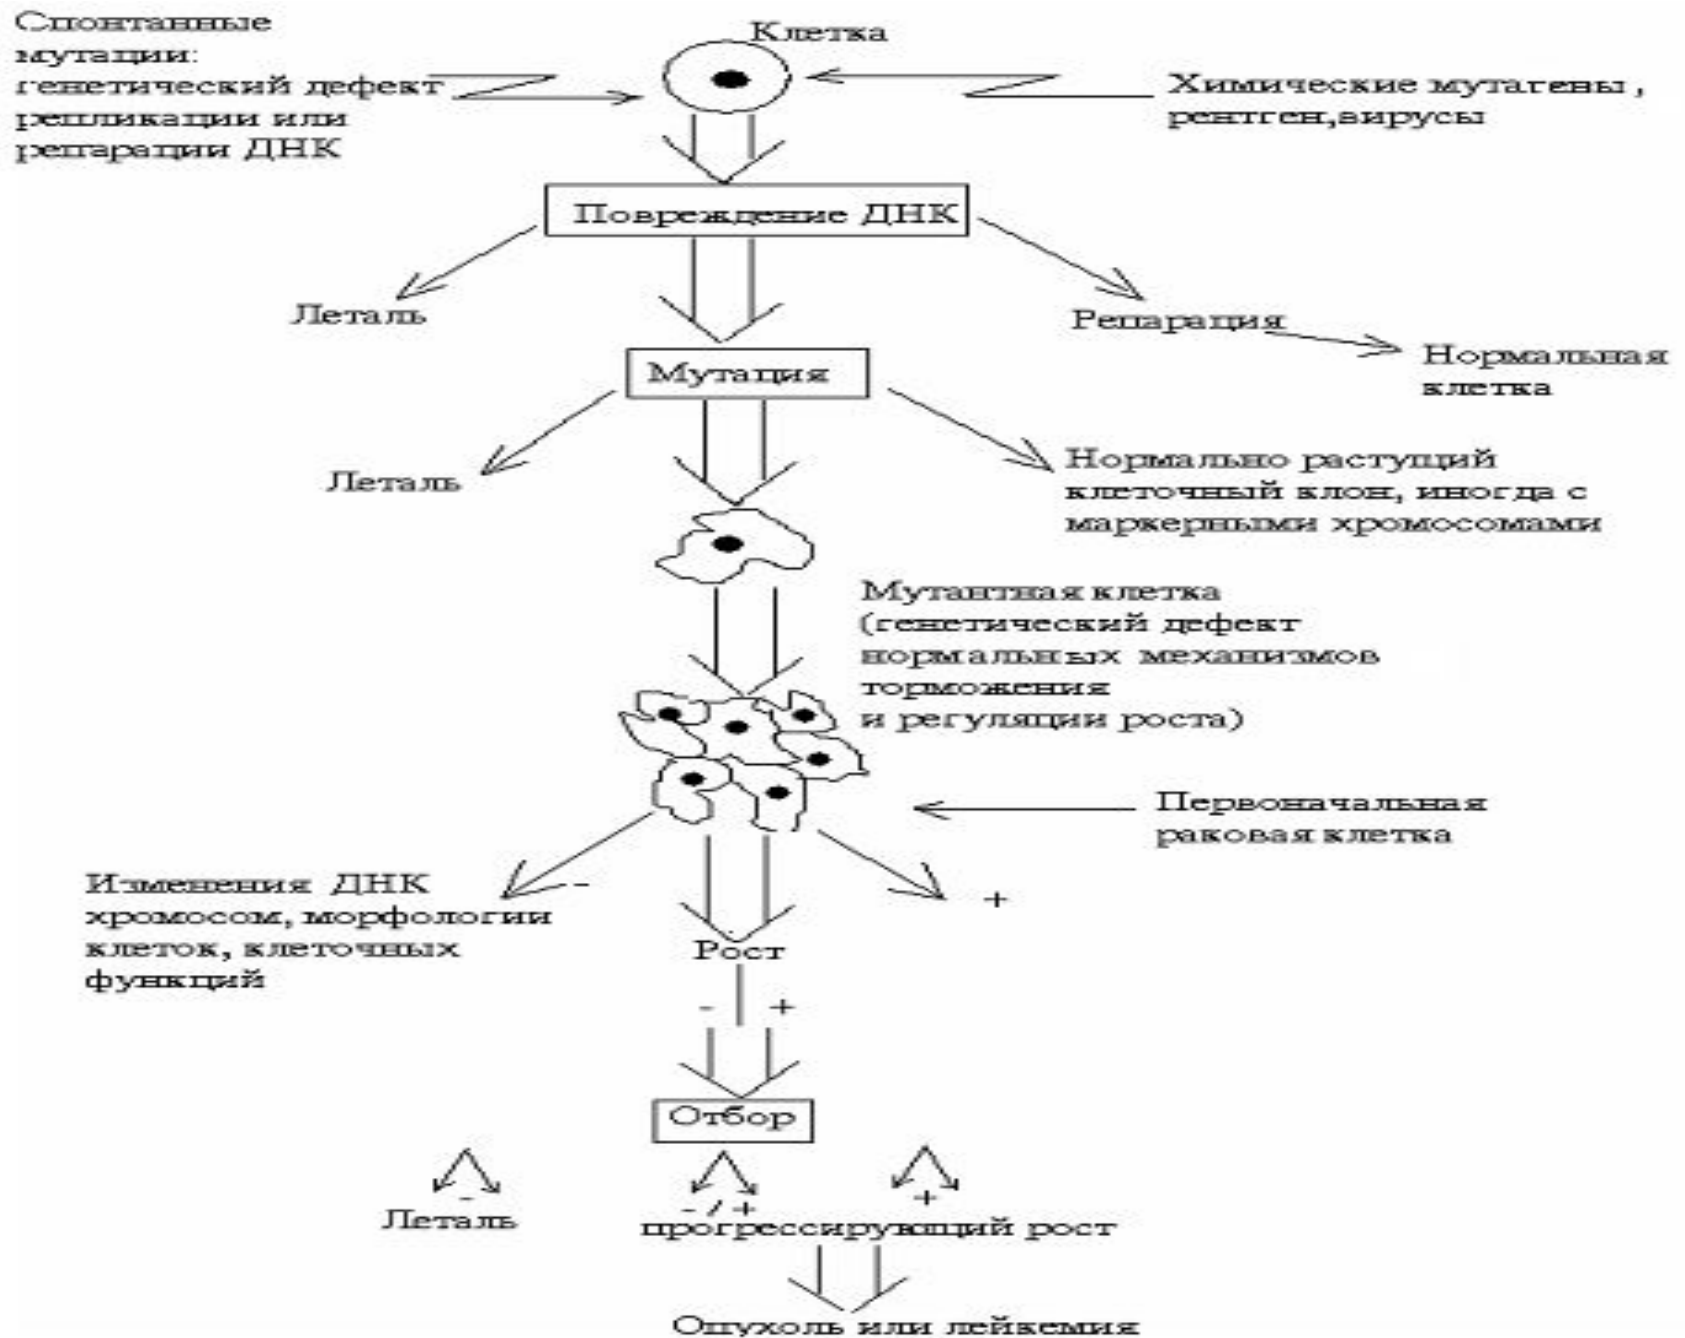 Спонтанные
мутации:
генетический дефект
репликации или
репарации ДНК
Клетка
Химические мутагены,
рентген,вирусы
Повреждение ДНК
Леталь
Репарация
Нормальная
клетка
Мутация
Леталь
Нормально растущий
клеточный клон, иногда с
маркерными хромосомами
Мутантная клетка
(генетический дефект
нормальных механизмов
торможения
и регуляции роста)
Первоначальная
раковая клетка
Изменения ДНК
хромосом, морфологии
клеток, клеточных
функций
-
+
Рост
- +
Отбор
-
- / +
+
Леталь
прогрессирующий рост
Опухоль или лейкемия